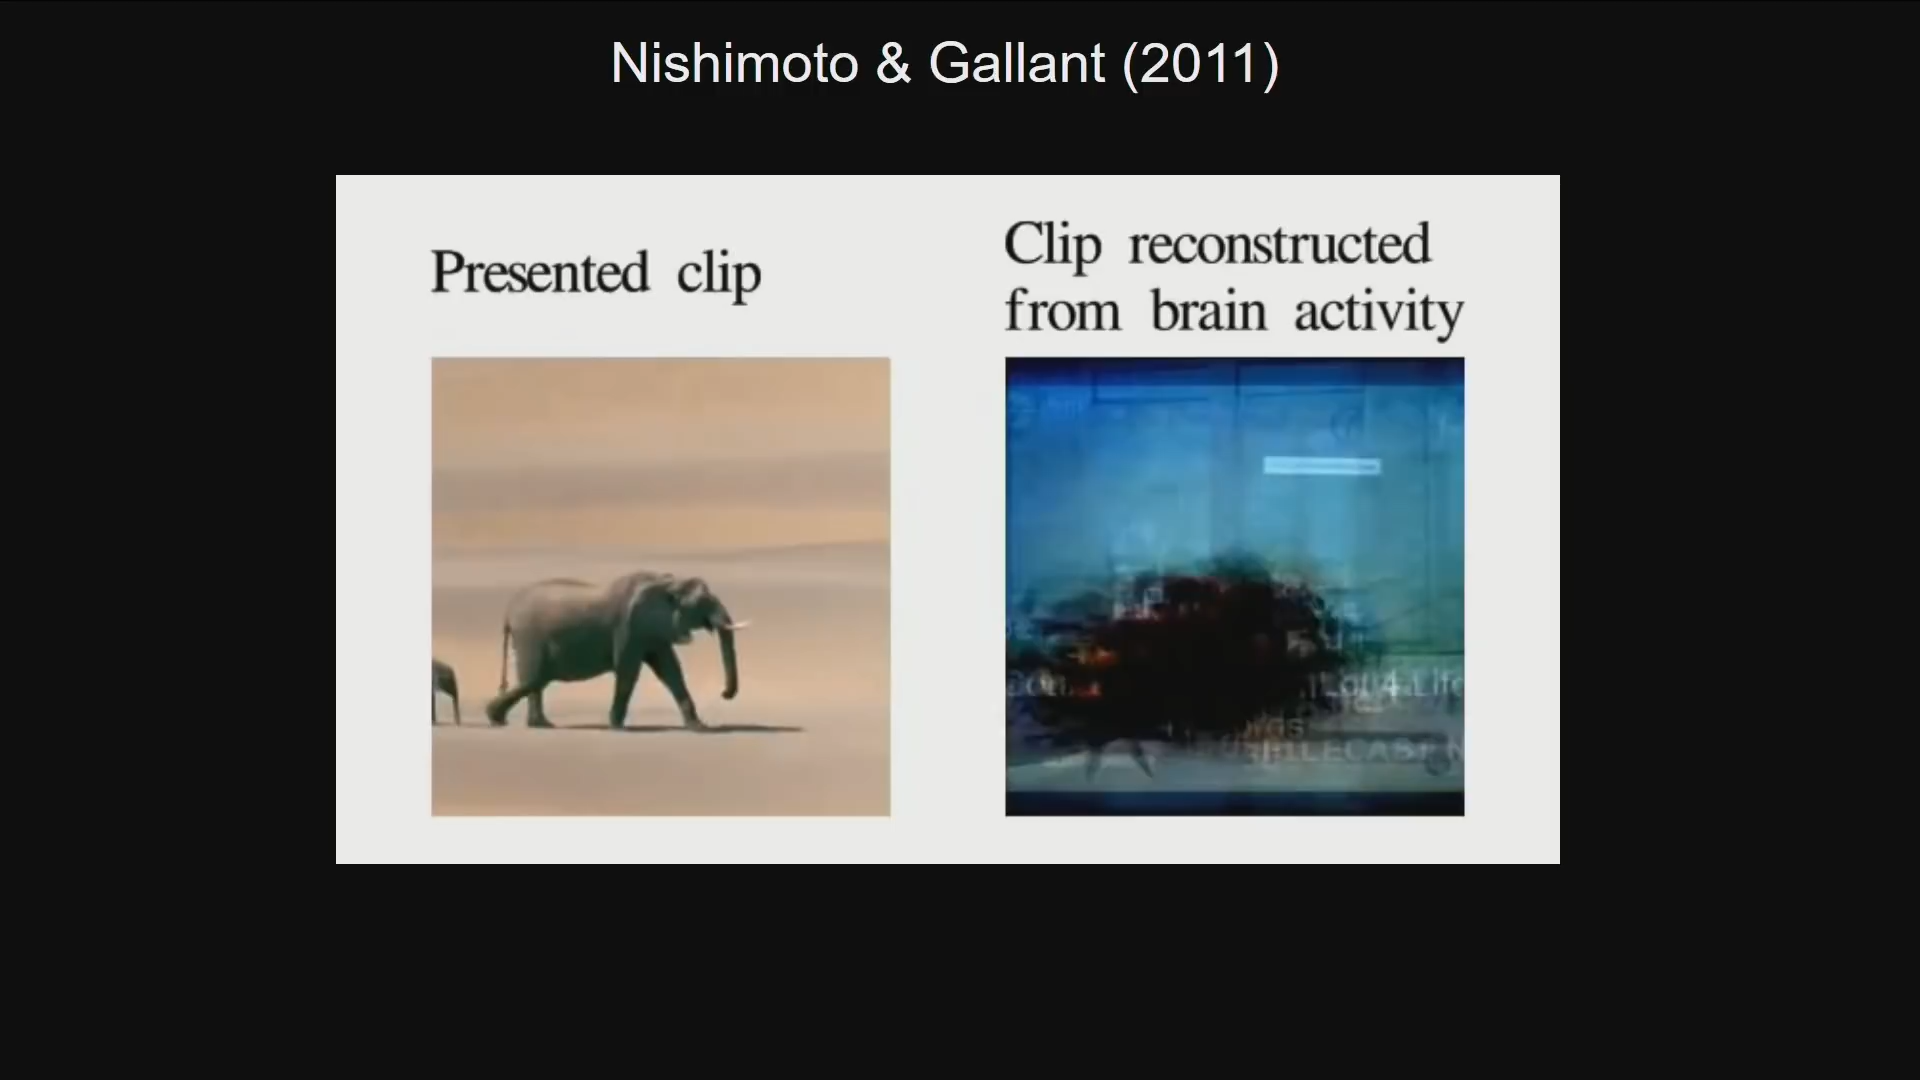 Nishimoto & Gallant (2011)
Presented clip
Clip reconstructed
from brain activity